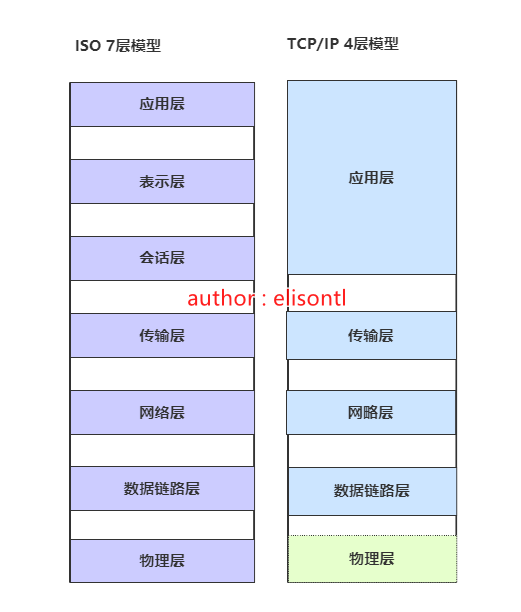 ISO 7层模型
TCP/IP 4层模型
应用层
表示层
会话层
传输层
网络层
数据链路层
物理层
应用层
传输层
网略层
数据链路层
物理层
author : elisontl